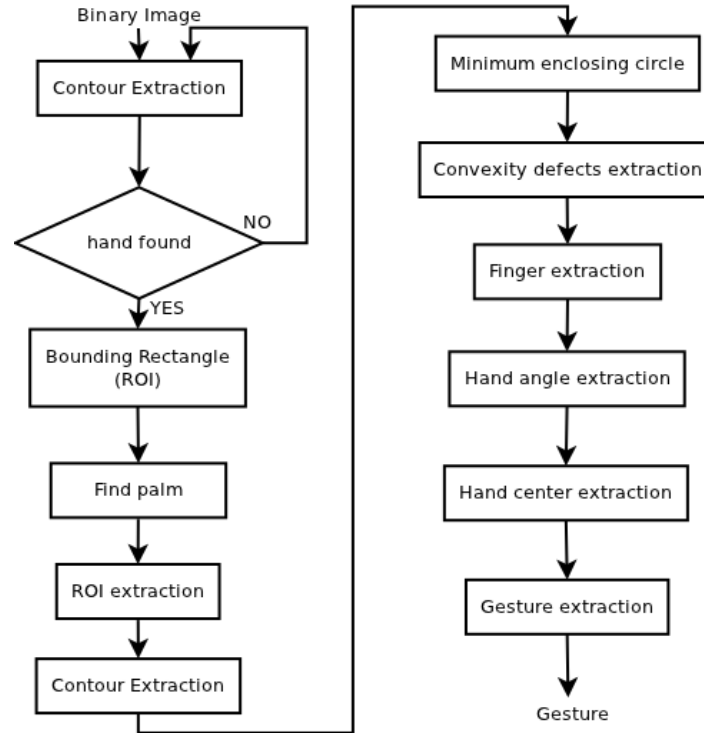 Binary Image
Contour Extraction
hand found
NO
YES
Bounding Rectangle
(ROI)
Find palm
ROI extraction
Contour Extraction
Minimum enclosing circle
Convexity defects extraction
Finger extraction
Hand angle extraction
Hand center extraction
Gesture extraction
Gesture